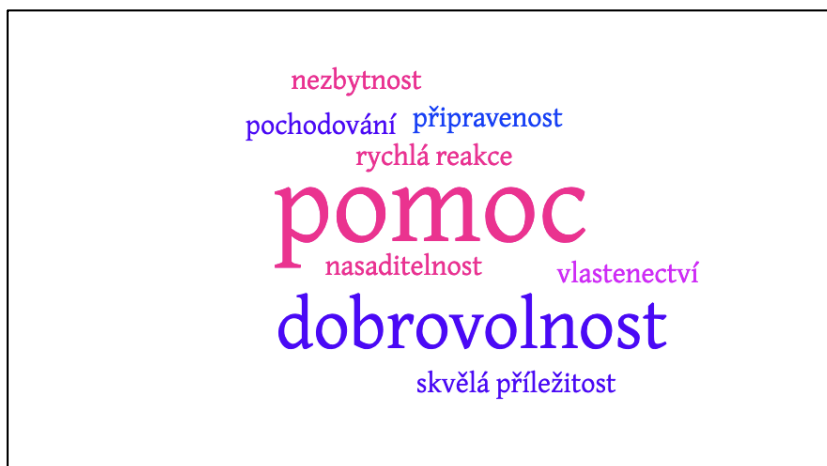 nezbytnost
pochodování připravenost
rychlá reakce
pomoc
nasaditelnost
vlastenectví
dobrovolnost
skvělá příležitost